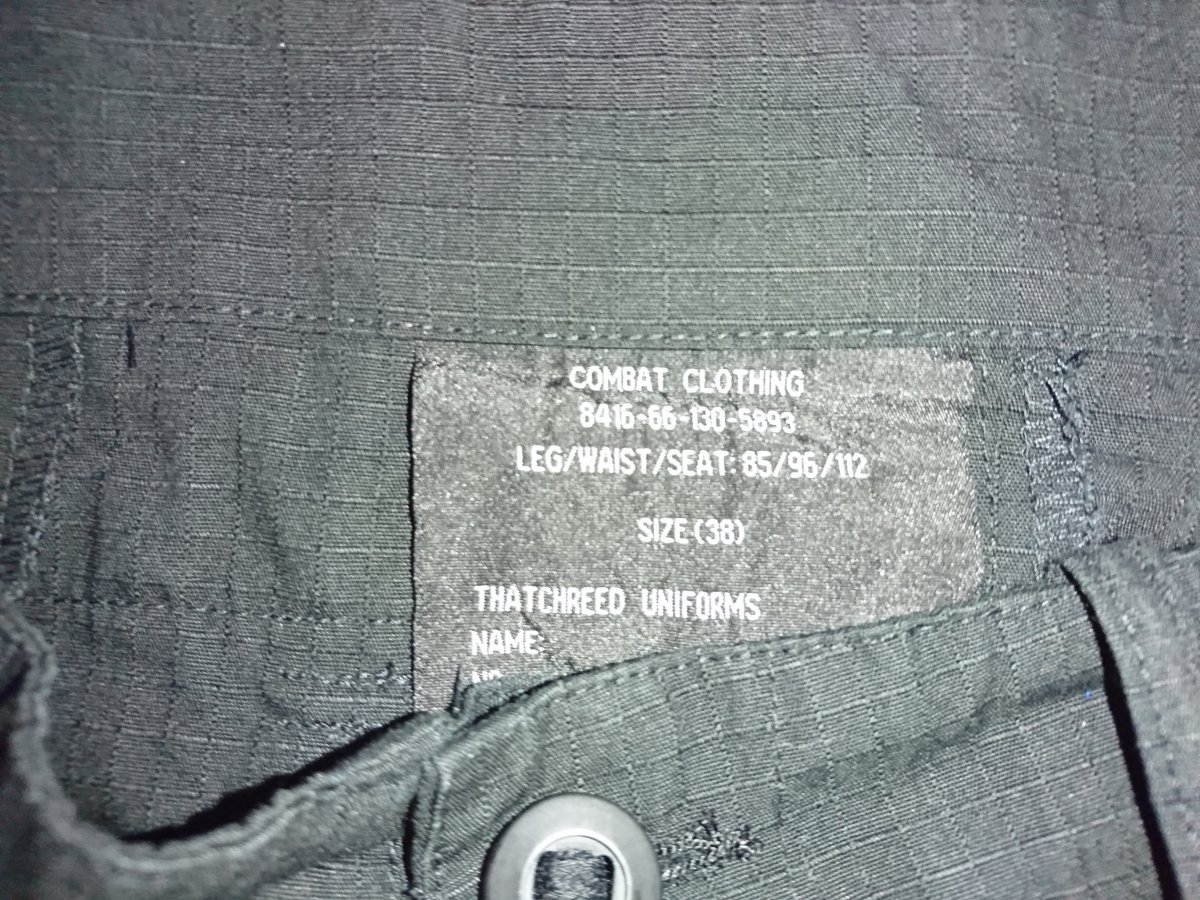 COMBAT CLOTHING
8416-66-130-5893
LEG/WAIST/SEAT: 85/96/112
SIZE (38)
THATCHREED UNIFORMS
NAME: